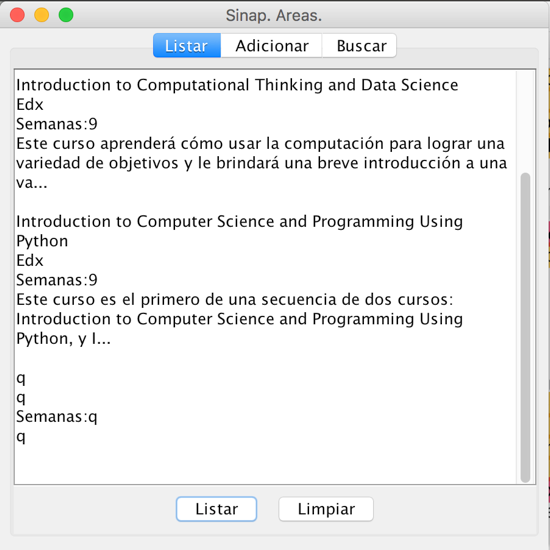 Sinap. Areas.
Listar Adicionar Buscar
Introduction to Computational Thinking and Data Science
Edx
Semanas:9
Este curso aprenderá cómo usar la computación para lograr una
variedad de objetivos y le brindará una breve introducción a una
va...
Introduction to Computer Science and Programming Using
Python
Edx
Semanas:9
Este curso es el primero de una secuencia de dos cursos:
Introduction to Computer Science and Programming Using
Python, y l...
q
q
Semanas:q
q
Listar Limpiar